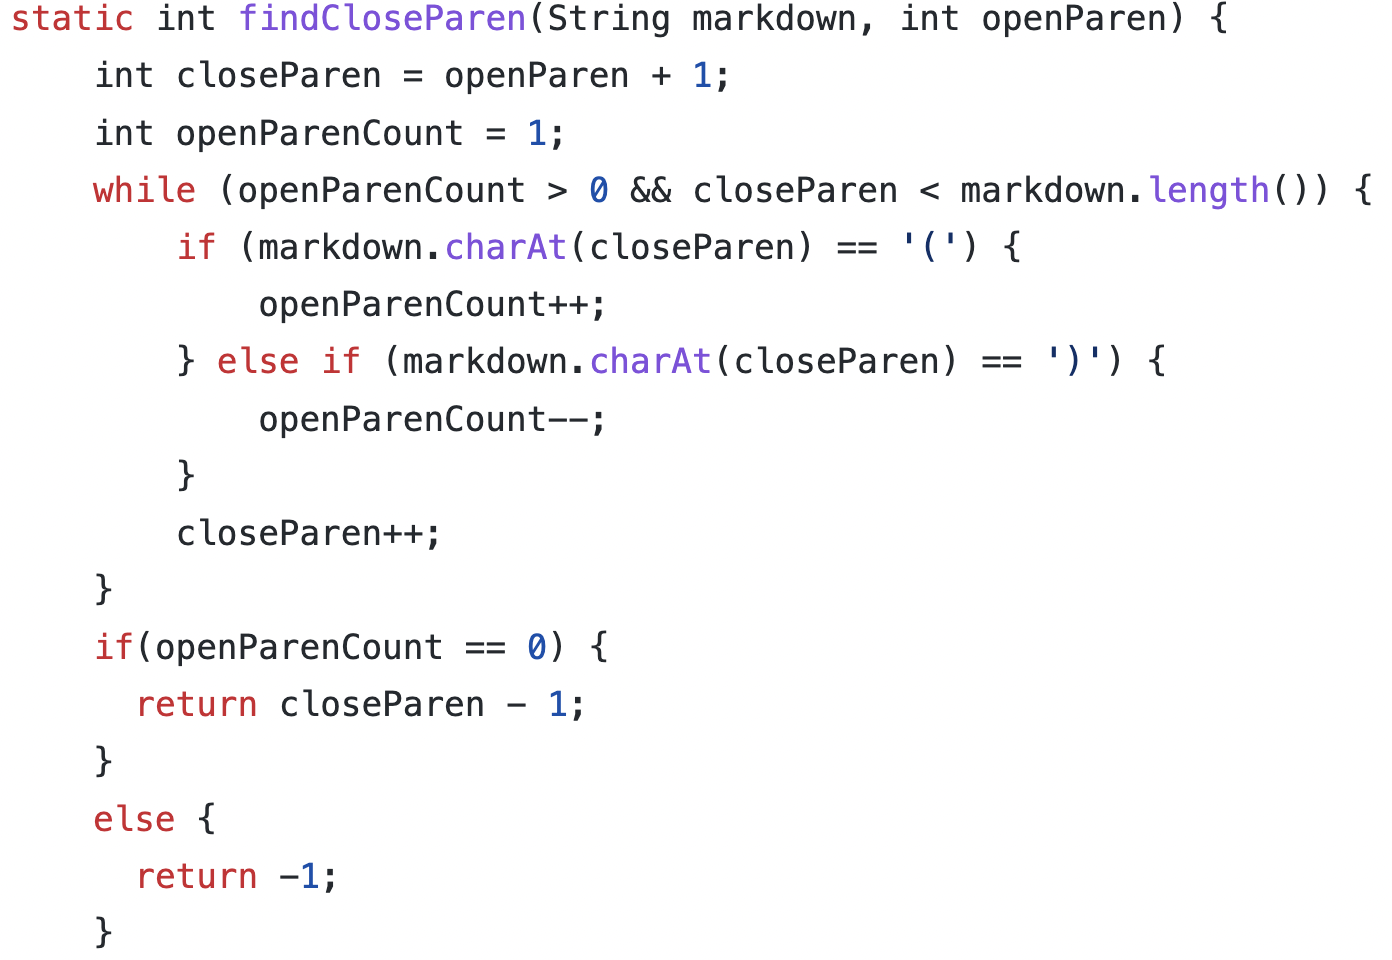 static int findCloseParen(String markdown, int openParen) {
    int closeParen = openParen + 1;
    int openParenCount = 1;
    while (openParenCount > 0 && closeParen < markdown.length()) {
        if (markdown.charAt(closeParen) == '(') {
            openParenCount++;
        } else if (markdown.charAt(closeParen) == ')') {
            openParenCount--;
        }
        closeParen++;
    }
    if(openParenCount == 0) {
      return closeParen - 1;
    }
    else {
      return -1;
    }